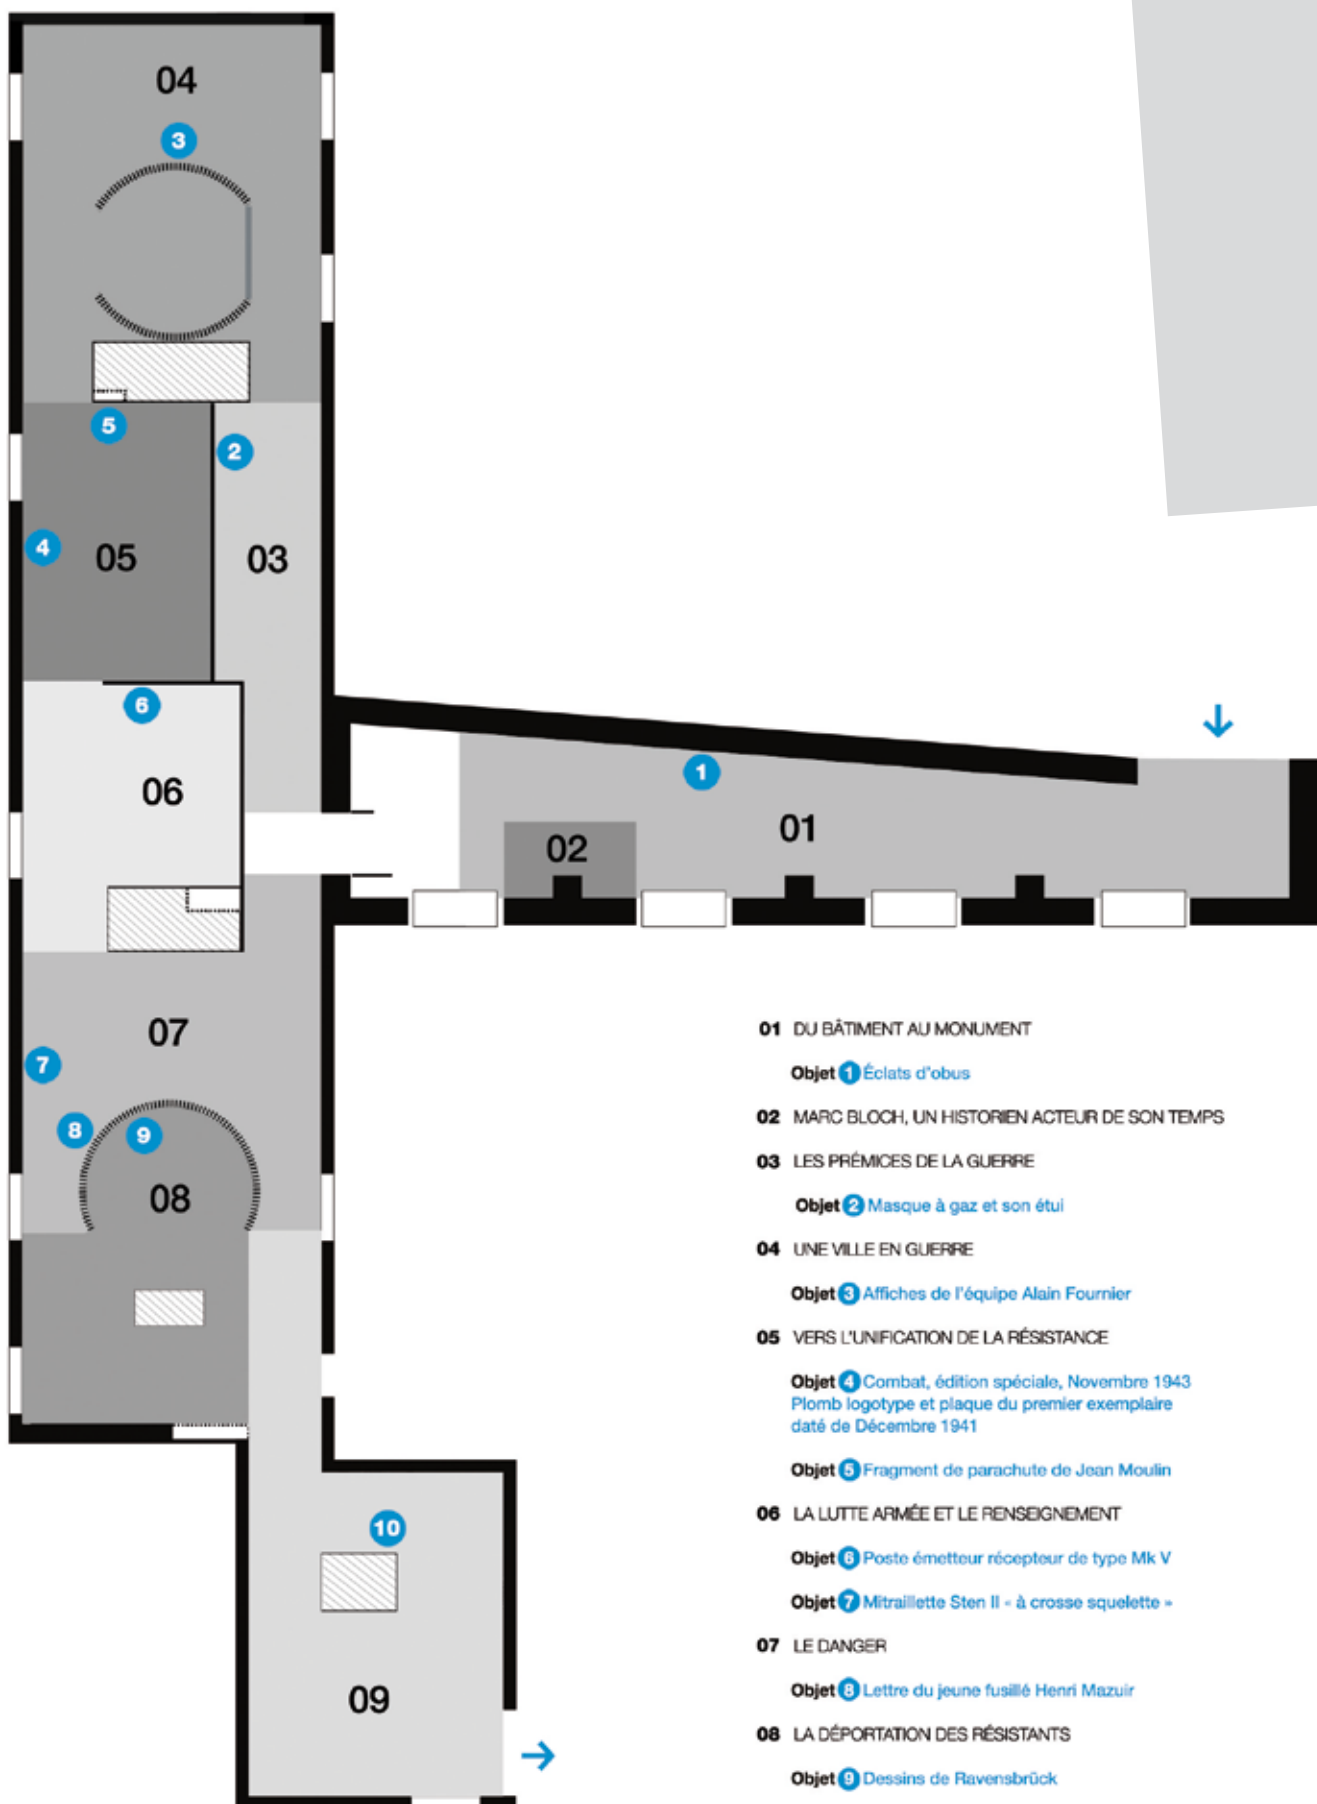 04
3
5
2
4
05
03
6
06
1
01
02
07
7
8
9
08
10
09
01 DU BÂTIMENT AU MONUMENT
Objet 1 Éclats d'obus
02 MARC BLOCH, UN HISTORIEN ACTEUR DE SON TEMPS
03 LES PRÉMICES DE LA GUERRE
Objet 2 Masque à gaz et son étui
04 UNE VILLE EN GUERRE
Objet 3 Affiches de l'équipe Alain Fournier
05 VERS L'UNIFICATION DE LA RÉSISTANCE
Objet 4 Combat, édition spéciale, Novembre 1943
Plomb logotype et plaque du premier exemplaire
daté de Décembre 1941
Objet 5 Fragment de parachute de Jean Moulin
06 LA LUTTE ARMÉE ET LE RENSEIGNEMENT
Objet 6 Poste émetteur récepteur de type Mk V
Objet 7 Mitraillette Sten II « à crosse squelette »
07 LE DANGER
Objet 8 Lettre du jeune fusillé Henri Mazuir
08 LA DÉPORTATION DES RÉSISTANTS
Objet 9 Dessins de Ravensbrück